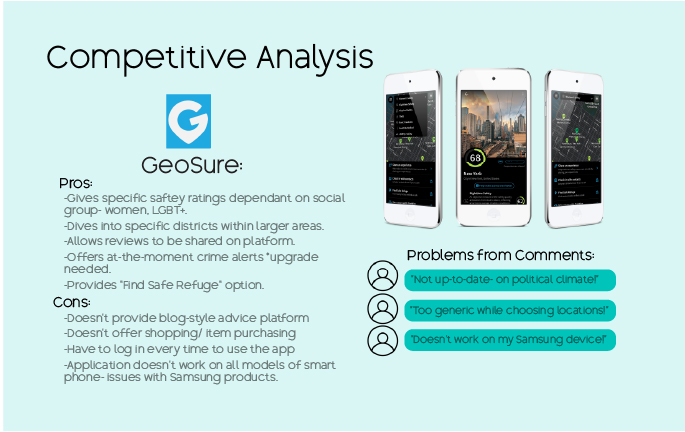 Competitive Analysis
GeoSure:
Pros:
-Gives specific saftey ratings dependant on social
group- women, LGBT+.
-Dives into specific districts within larger areas.
-Allows reviews to be shared on platform.
-Offers at-the-moment crime alerts *upgrade
needed.
-Provides "Find Safe Refuge" option.
Cons:
-Doesn't provide blog-style advice platform
-Doesn't offer shopping/ item purchasing
-Have to log in every time to use the app
-Application doesn't work on all models of smart
phone- issues with Samsung products.
68
New York
Problems from Comments:
"Not up-to-date- on political climate!"
"Too generic while choosing locations!"
"Doesn't work on my Samsung device!"